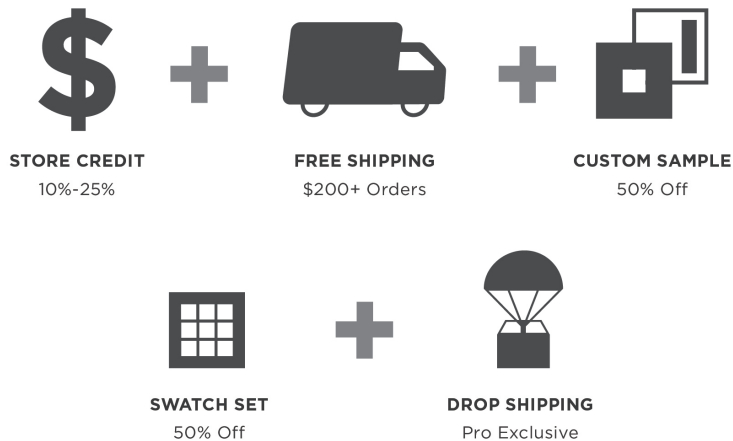 STORE CREDIT
10%-25%
FREE SHIPPING
$200+ Orders
CUSTOM SAMPLE
50% Off
SWATCH SET
50% Off
DROP SHIPPING
Pro Exclusive